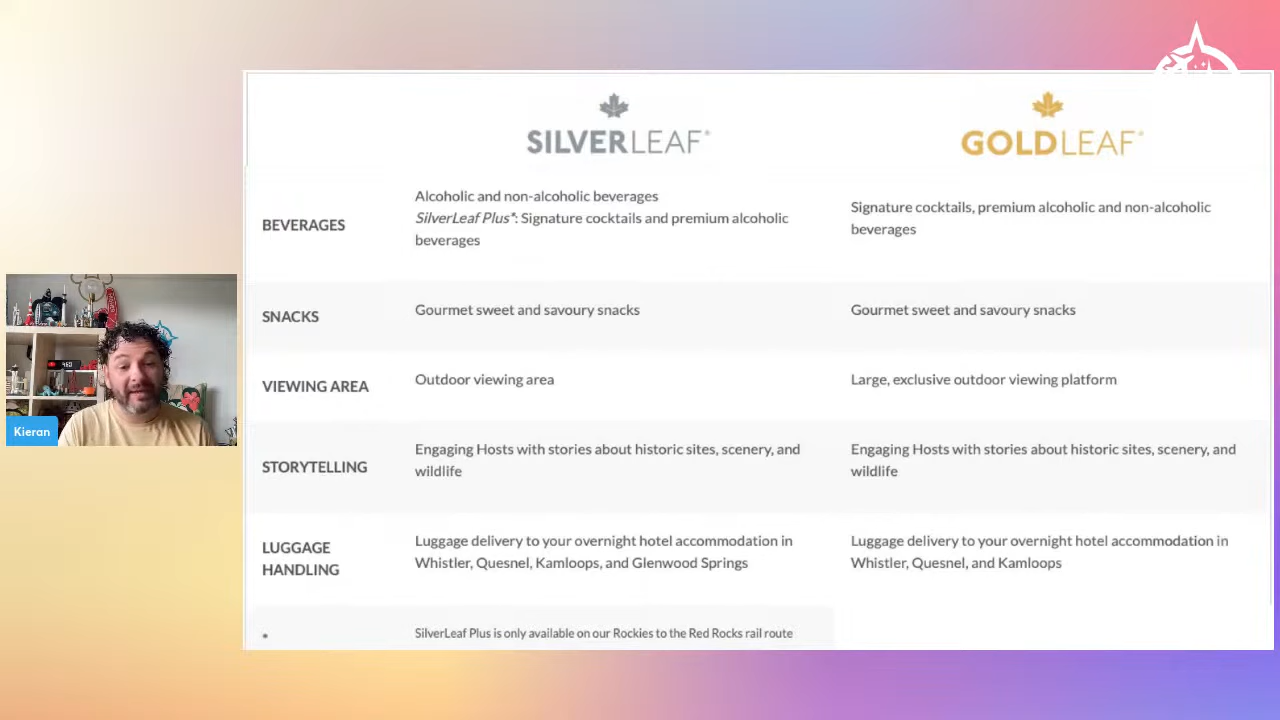 SILVERLEAF®
GOLDLEAF®
BEVERAGES
Alcoholic and non-alcoholic beverages
SilverLeaf Plus*: Signature cocktails and premium alcoholic
beverages
Signature cocktails, premium alcoholic and non-alcoholic
beverages
SNACKS
Gourmet sweet and savoury snacks
Gourmet sweet and savoury snacks
VIEWING AREA
Outdoor viewing area
Large, exclusive outdoor viewing platform
STORYTELLING
Engaging Hosts with stories about historic sites, scenery, and
wildlife
Engaging Hosts with stories about historic sites, scenery, and
wildlife
LUGGAGE
HANDLING
Luggage delivery to your overnight hotel accommodation in
Whistler, Quesnel, Kamloops, and Glenwood Springs
Luggage delivery to your overnight hotel accommodation in
Whistler, Quesnel, and Kamloops
*
SilverLeaf Plus is only available on our Rockies to the Red Rocks rail route
Kieran